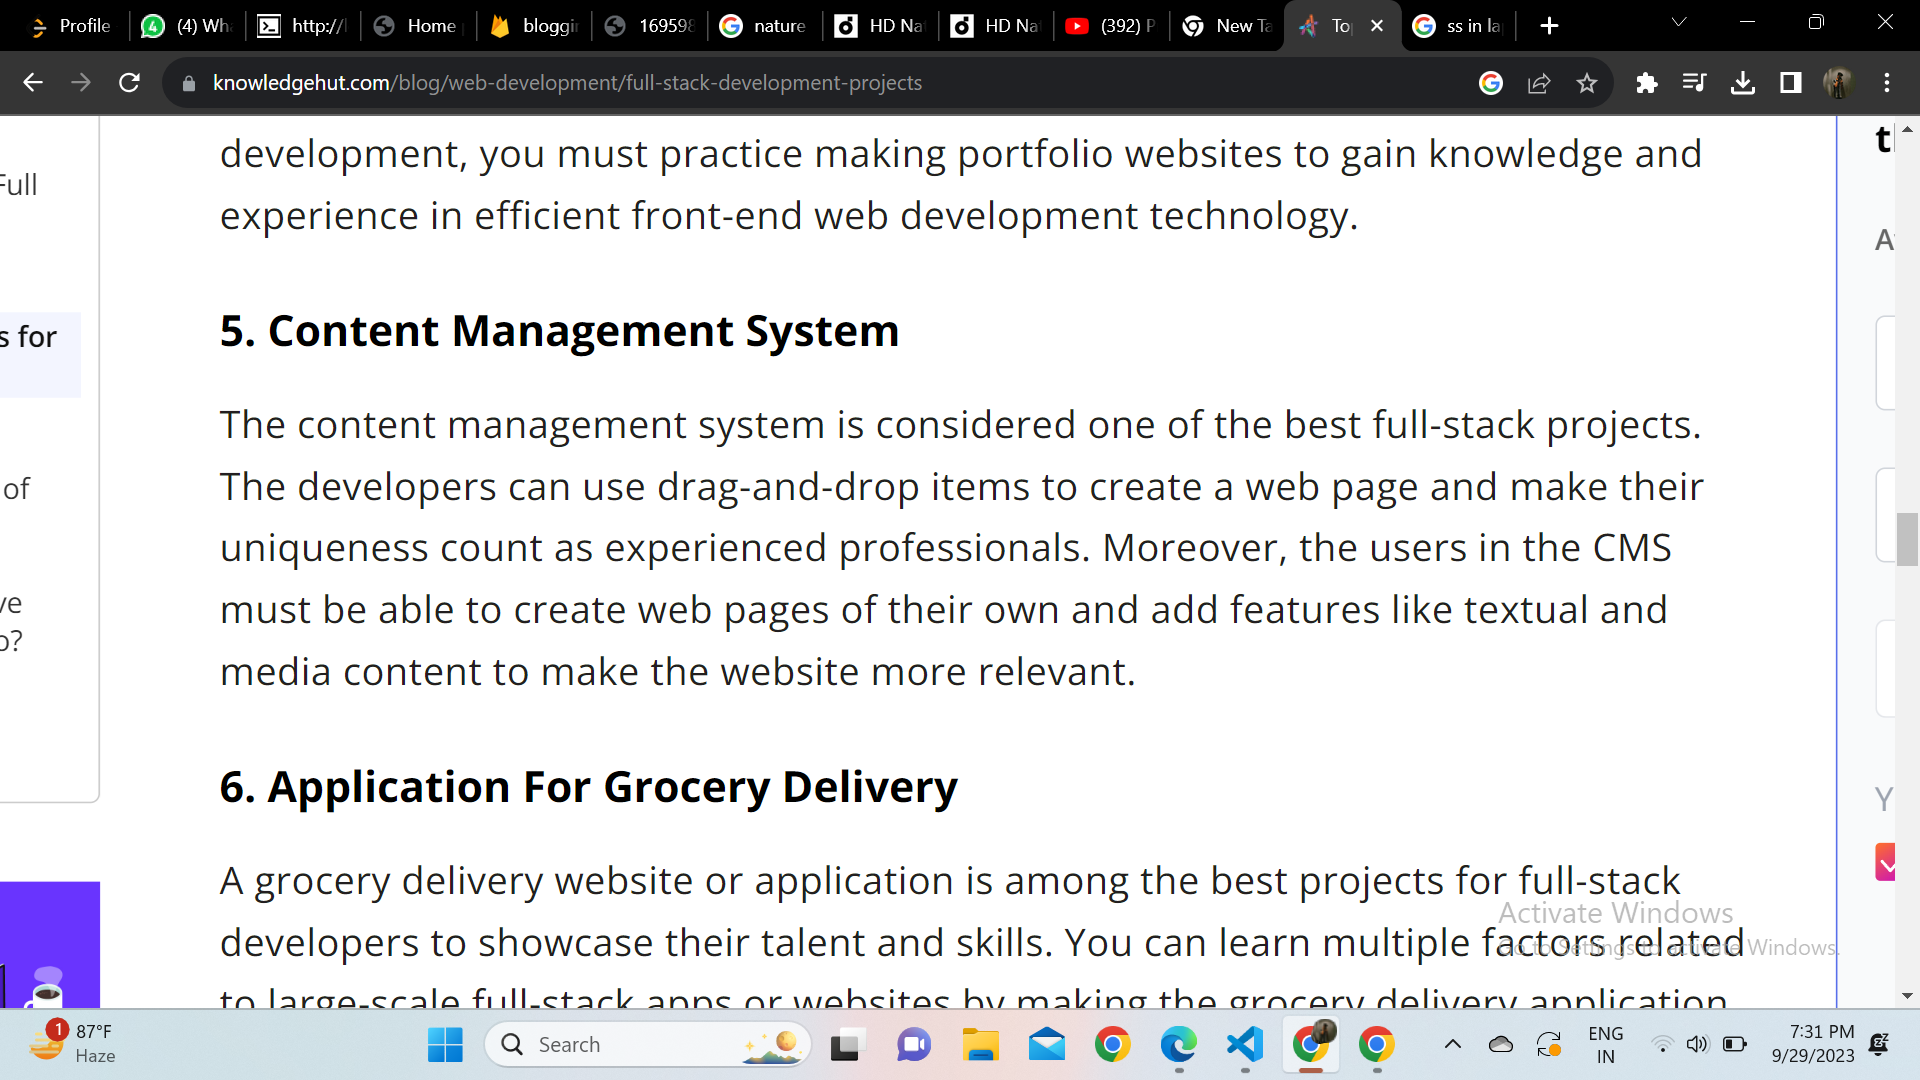 Profile
(4) Wh
http://
Home
bloggin
169598
nature
HD Na
HD Na
(392) P
New Ta
To
ss in la
knowledgehut.com/blog/web-development/full-stack-development-projects
Full
s for
of
ve
o?
development, you must practice making portfolio websites to gain knowledge and
experience in efficient front-end web development technology.
5. Content Management System
The content management system is considered one of the best full-stack projects.
The developers can use drag-and-drop items to create a web page and make their
uniqueness count as experienced professionals. Moreover, the users in the CMS
must be able to create web pages of their own and add features like textual and
media content to make the website more relevant.
6. Application For Grocery Delivery
A grocery delivery website or application is among the best projects for full-stack
developers to showcase their talent and skills. You can learn multiple factors related
to large-scale full-stack apps or websites by making the grocery delivery application
Activate Windows
Go to Settings to activate Windows.
Y
1
87°F
Haze
Search
ENG
IN
7:31 PM
9/29/2023